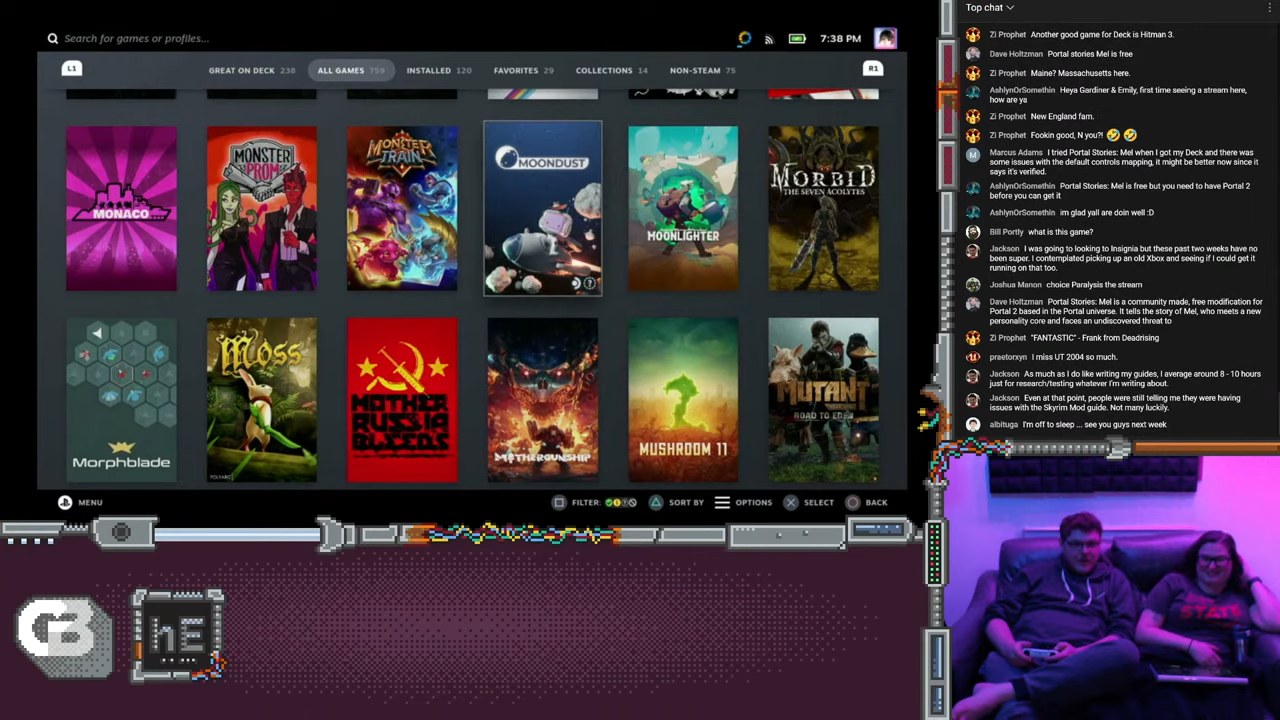 Search for games or profiles...
7:38 PM
L1
GREAT ON DECK 238
ALL GAMES 759
INSTALLED 120
FAVORITES 29
COLLECTIONS 14
NON-STEAM 75
R1
MONACO
MONSTER PROM
MONSTER TRAIN
MOONDUST
MOONLIGHTER
MORBID
THE SEVEN ACOLYTES
Morphblade
Moss
POLYARC
MOTHER
RUSSIA
BLEEDS
MOTHERGUNSHIP
MUSHROOM 11
MUTANT
ROAD TO EDEN
MENU
FILTER:
SORT BY
OPTIONS
SELECT
BACK
GB
hE
Top chat
Zi Prophet Another good game for Deck is Hitman 3.
Dave Holtzman Portal stories Mel is free
Zi Prophet Maine? Massachusetts here.
AshlynOrSomethin Heya Gardiner & Emily, first time seeing a stream here,
how are ya
Zi Prophet New England fam.
Zi Prophet Fookin good, N you?! 🤣 🤣
M
Marcus Adams I tried Portal Stories: Mel when I got my Deck and there was
some issues with the default controls mapping, it might be better now since it
says it's verified.
AshlynOrSomethin Portal Stories: Mel is free but you need to have Portal 2
before you can get it
AshlynOrSomethin im glad yall are doin well :D
Bill Portly what is this game?
Jackson I was going to looking to Insignia but these past two weeks have no
been super. I contemplated picking up an old Xbox and seeing if I could get it
running on that too.
Joshua Manon choice Paralysis the stream
Dave Holtzman Portal Stories: Mel is a community made, free modification for
Portal 2 based in the Portal universe. It tells the story of Mel, who meets a new
personality core and faces an undiscovered threat to
Zi Prophet "FANTASTIC" - Frank from Deadrising
praetorxyn I miss UT 2004 so much.
Jackson As much as I do like writing my guides, I average around 8 - 10 hours
just for research/testing whatever I'm writing about.
Jackson Even at that point, people were still telling me they were having
issues with the Skyrim Mod guide. Not many luckily.
albituga I'm off to sleep ... see you guys next week
STATE